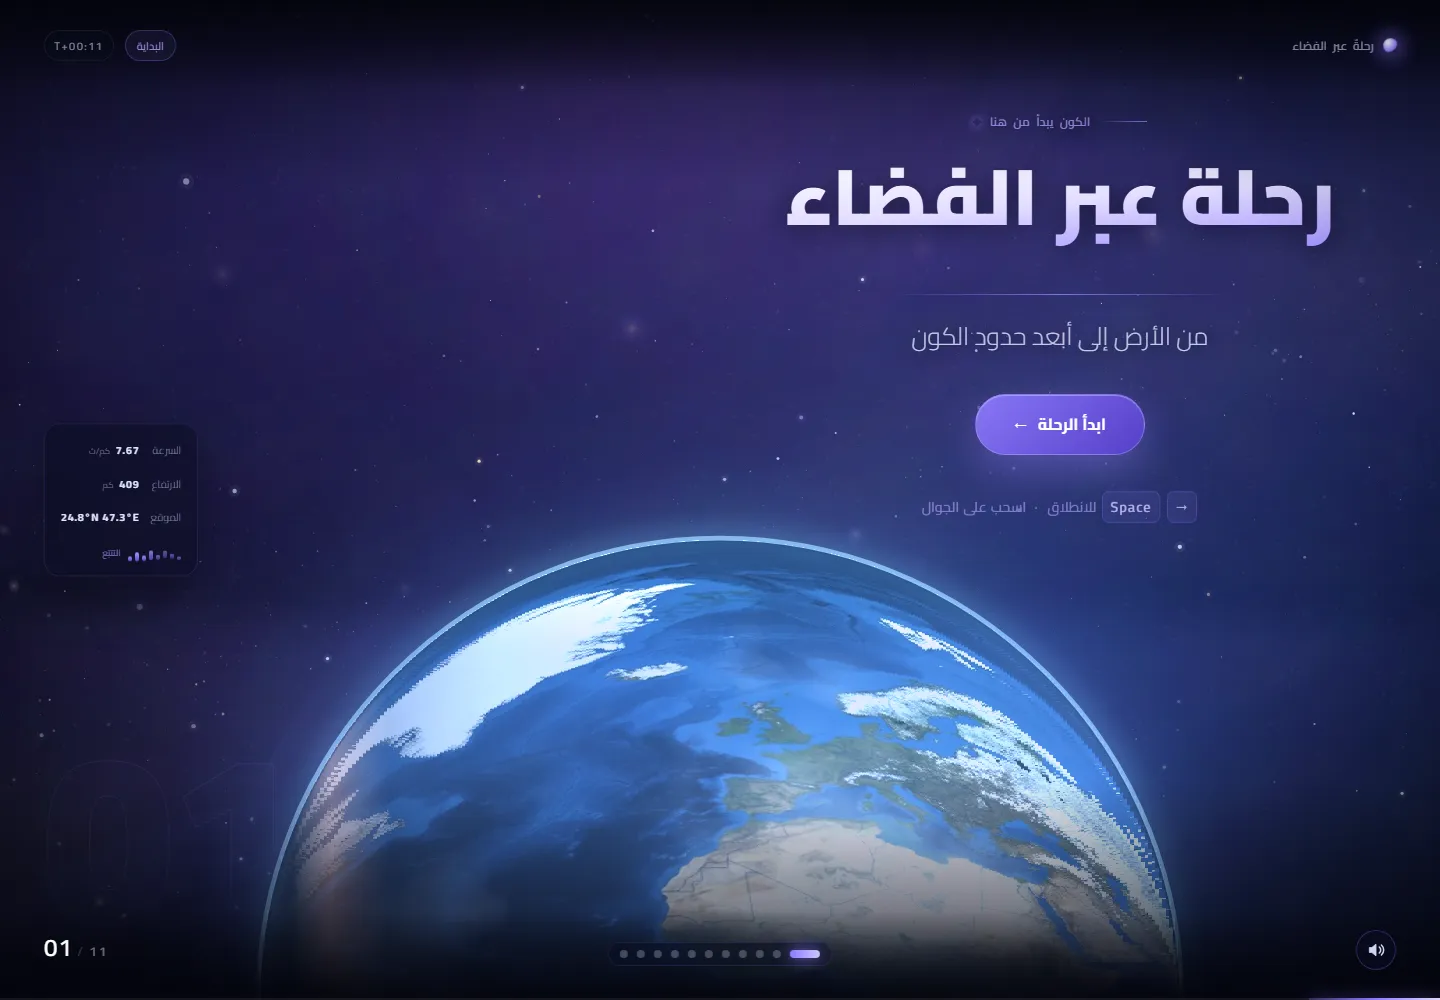 رحلة عبر الفضاء
البداية
T+00:11
الكون يبدأ من هنا
رحلة عبر الفضاء
من الأرض إلى أبعد حدود الكون
ابدأ الرحلة ←
→ Space للانطلاق · اسحب على الجوال
السرعة 7.67 كم/ث
الارتفاع 409 كم
الموقع 24.8°N 47.3°E
التتبع
01
01 / 11